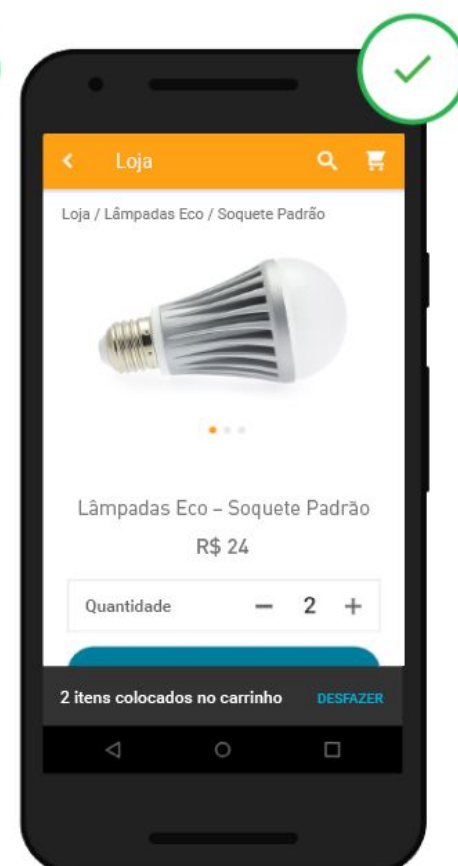 Loja
Loja / Lâmpadas Eco / Soquete Padrão
Lâmpadas Eco – Soquete Padrão
R$ 24
Quantidade − 2 +
2 itens colocados no carrinho DESFAZER